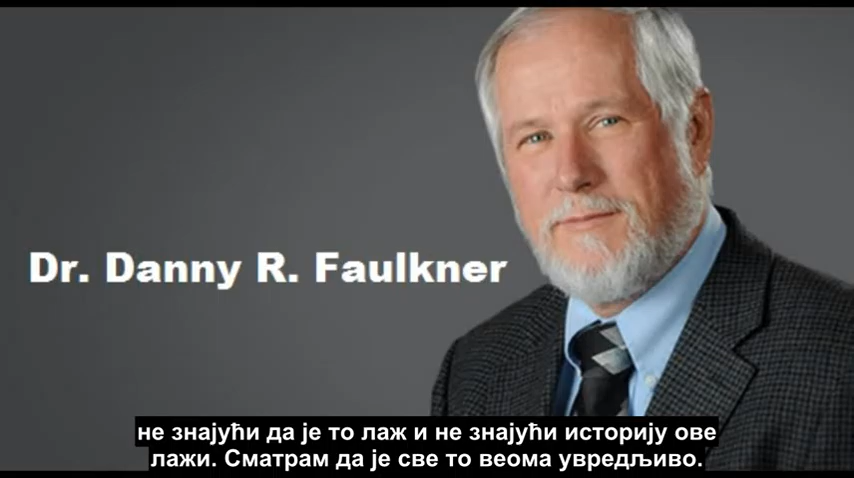 Dr. Danny R. Faulkner
не знајући да је то лаж и не знајући историју ове
лажи. Сматрам да је све то веома увредљиво.